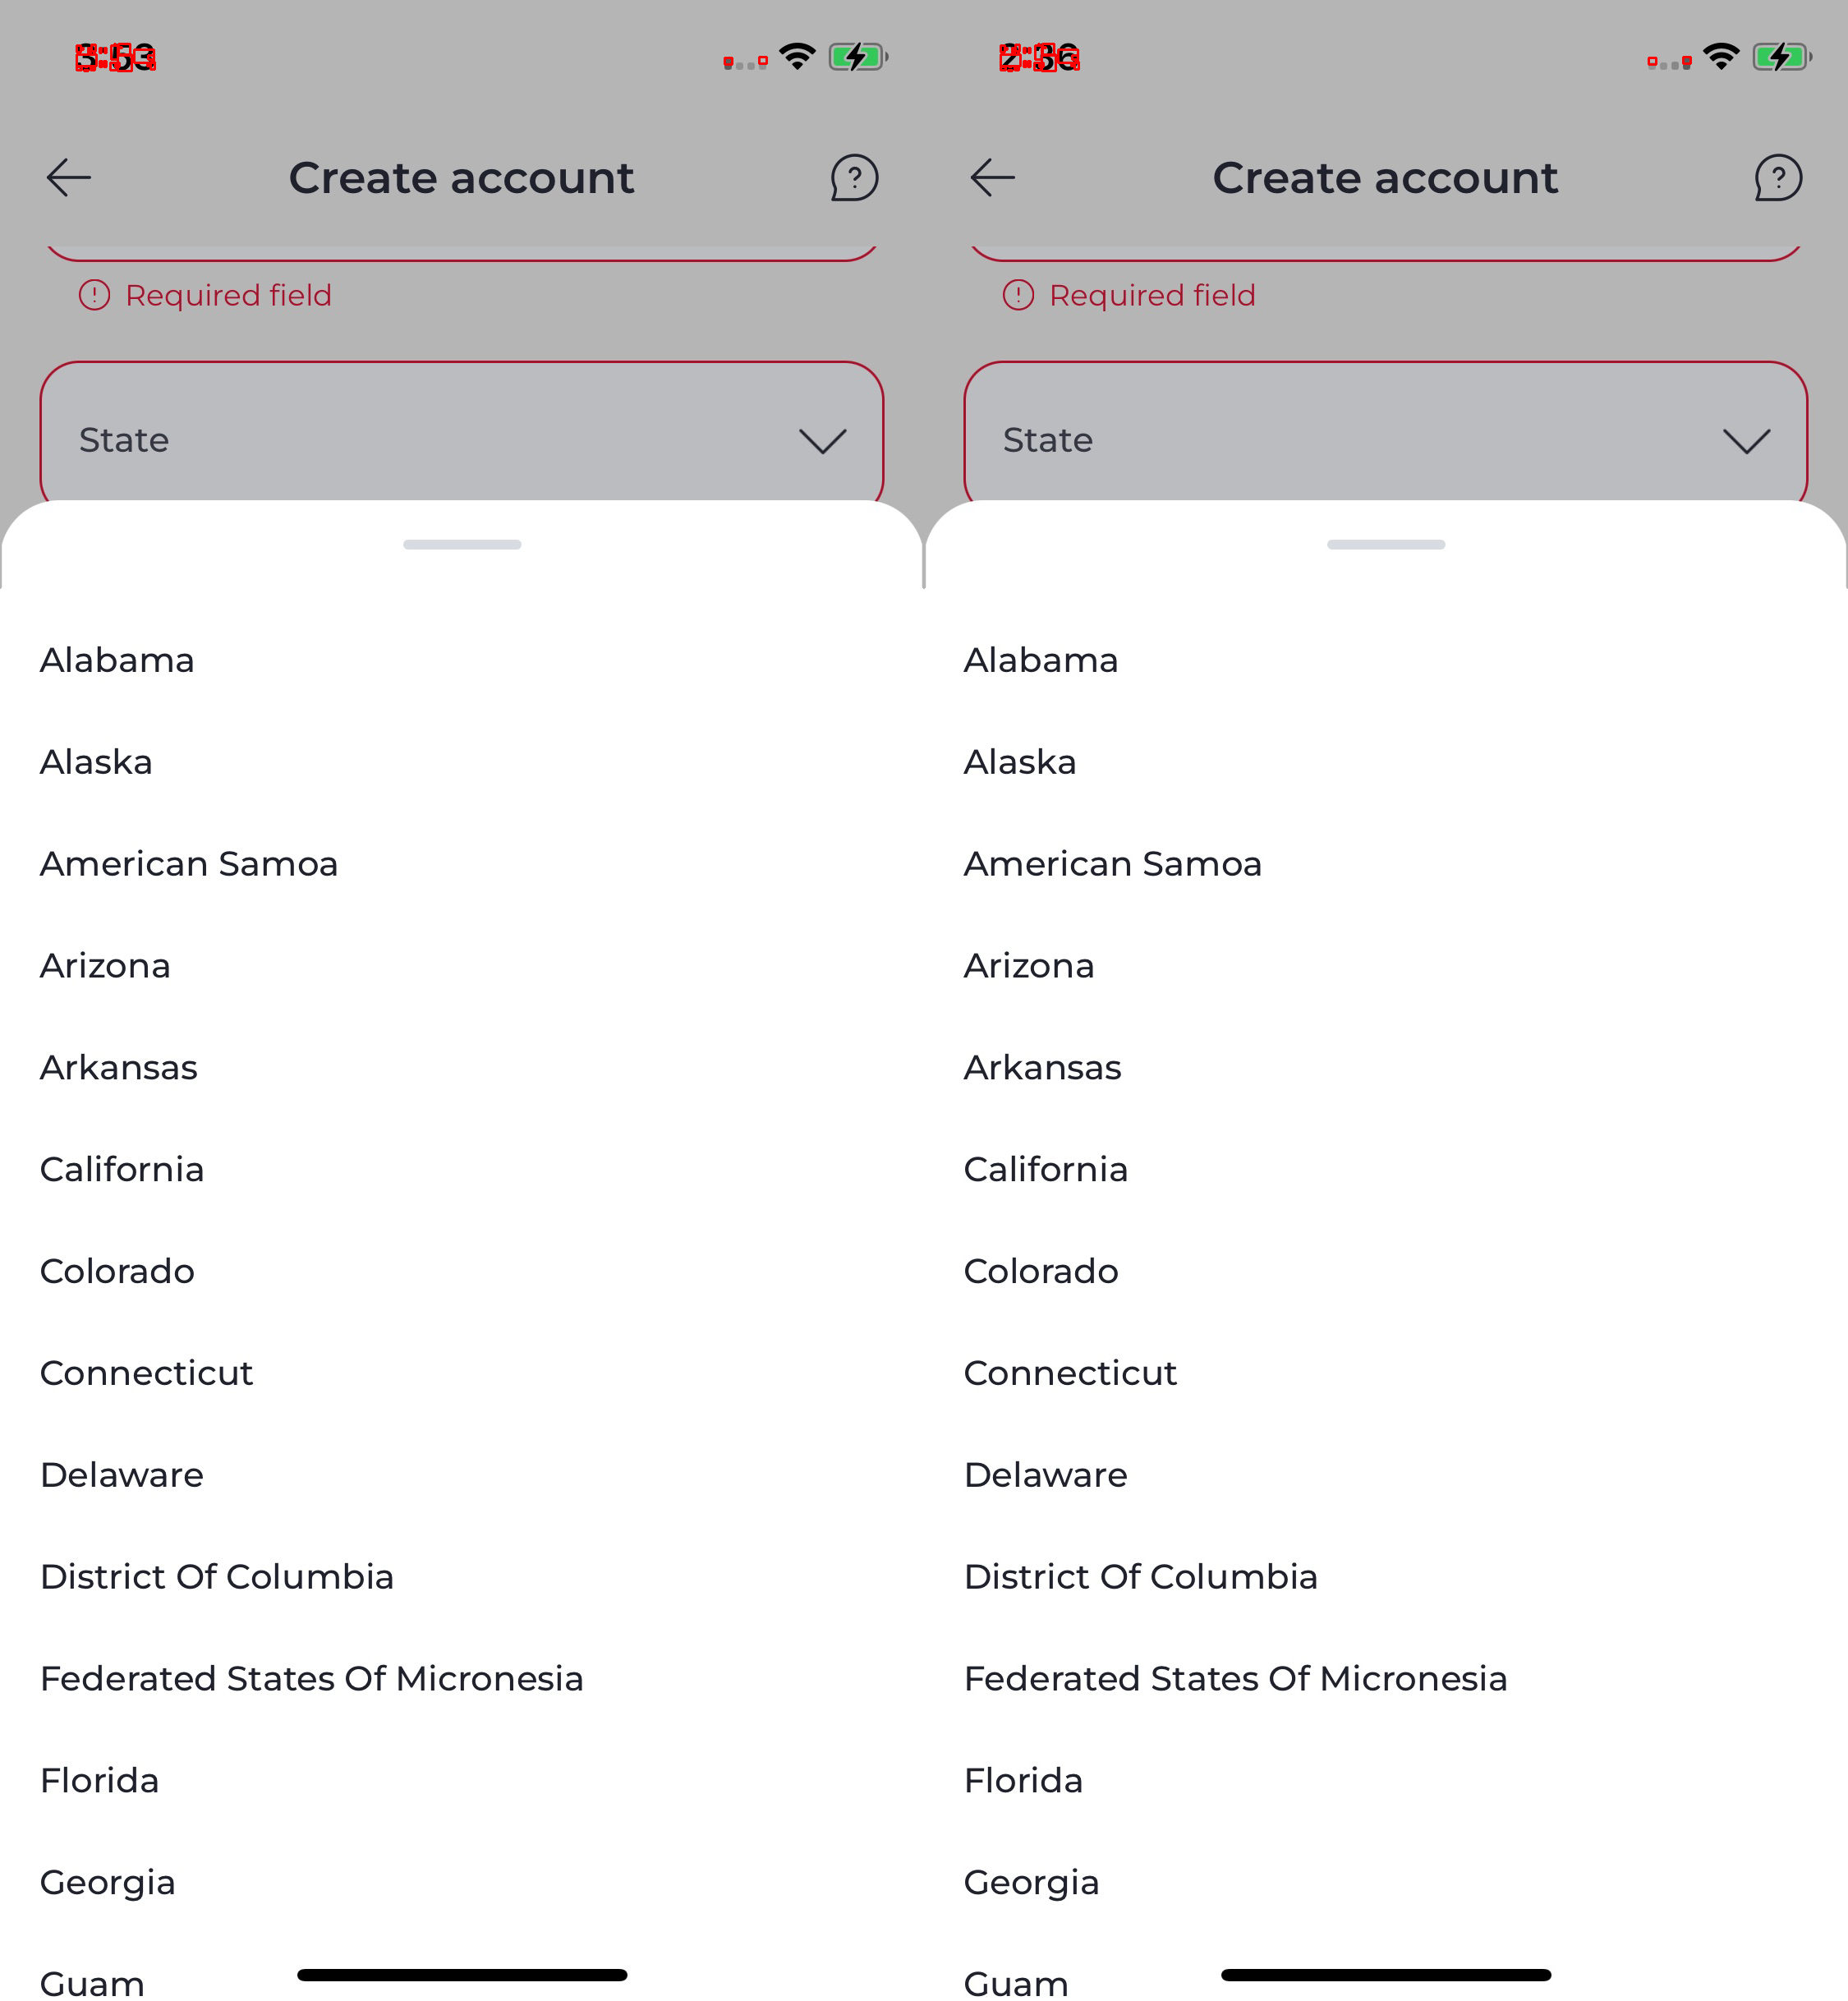 3:53
Create account
Required field
State
Alabama
Alaska
American Samoa
Arizona
Arkansas
California
Colorado
Connecticut
Delaware
District Of Columbia
Federated States Of Micronesia
Florida
Georgia
Guam
2:36
Create account
Required field
State
Alabama
Alaska
American Samoa
Arizona
Arkansas
California
Colorado
Connecticut
Delaware
District Of Columbia
Federated States Of Micronesia
Florida
Georgia
Guam